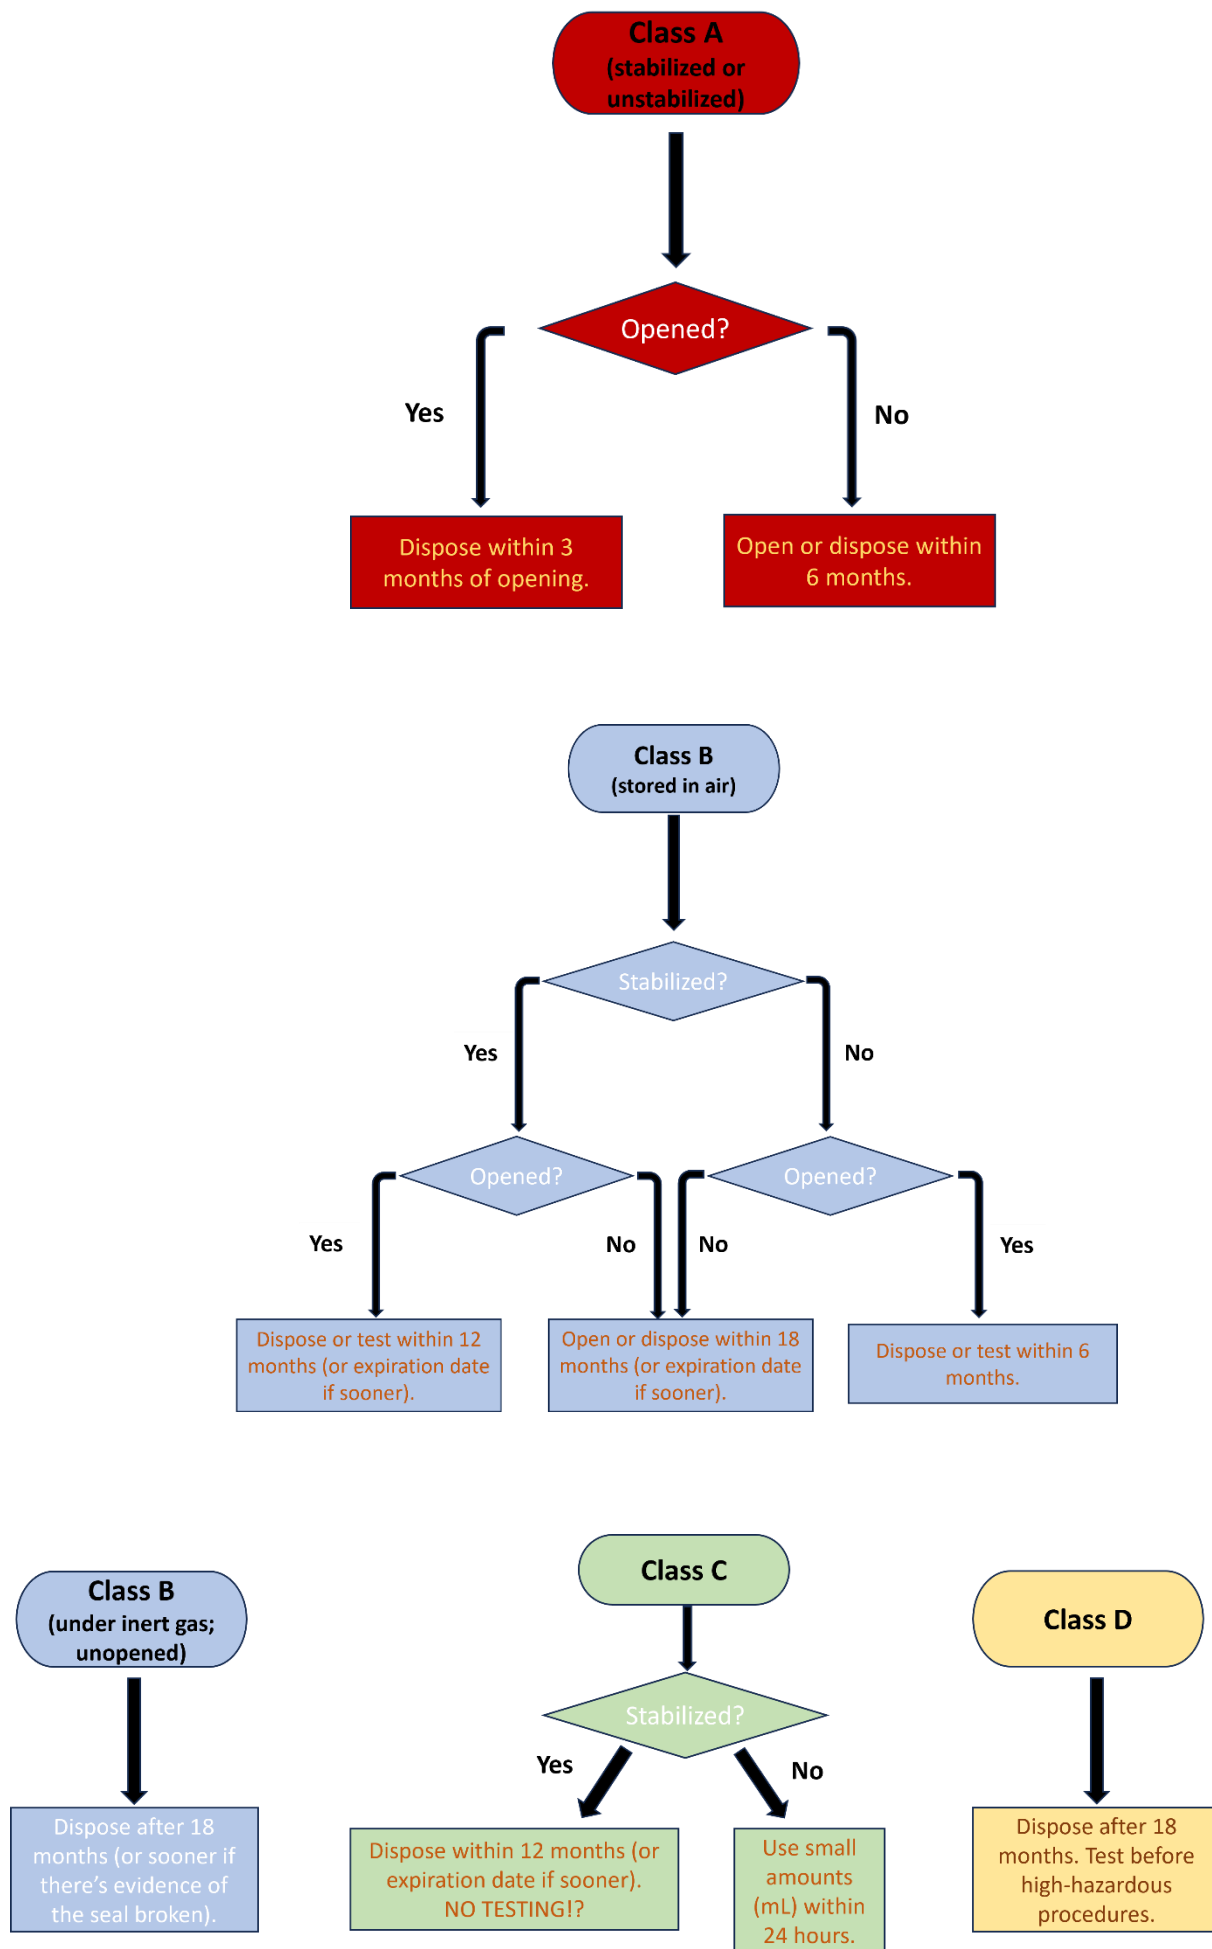 Class A
(stabilized or
unstabilized)
Opened?
Yes
No
Dispose within 3
months of opening.
Open or dispose within
6 months.
Class B
(stored in air)
Stabilized?
Yes
No
Opened?
Opened?
Yes
No
No
Yes
Dispose or test within 12
months (or expiration date
if sooner).
Open or dispose within 18
months (or expiration date
if sooner).
Dispose or test within 6
months.
Class B
(under inert gas;
unopened)
Dispose after 18
months (or sooner if
there's evidence of
the seal broken).
Class C
Stabilized?
Yes
No
Dispose within 12 months (or
expiration date if sooner).
NO TESTING!?
Use small
amounts
(mL) within
24 hours.
Class D
Dispose after 18
months. Test before
high-hazardous
procedures.